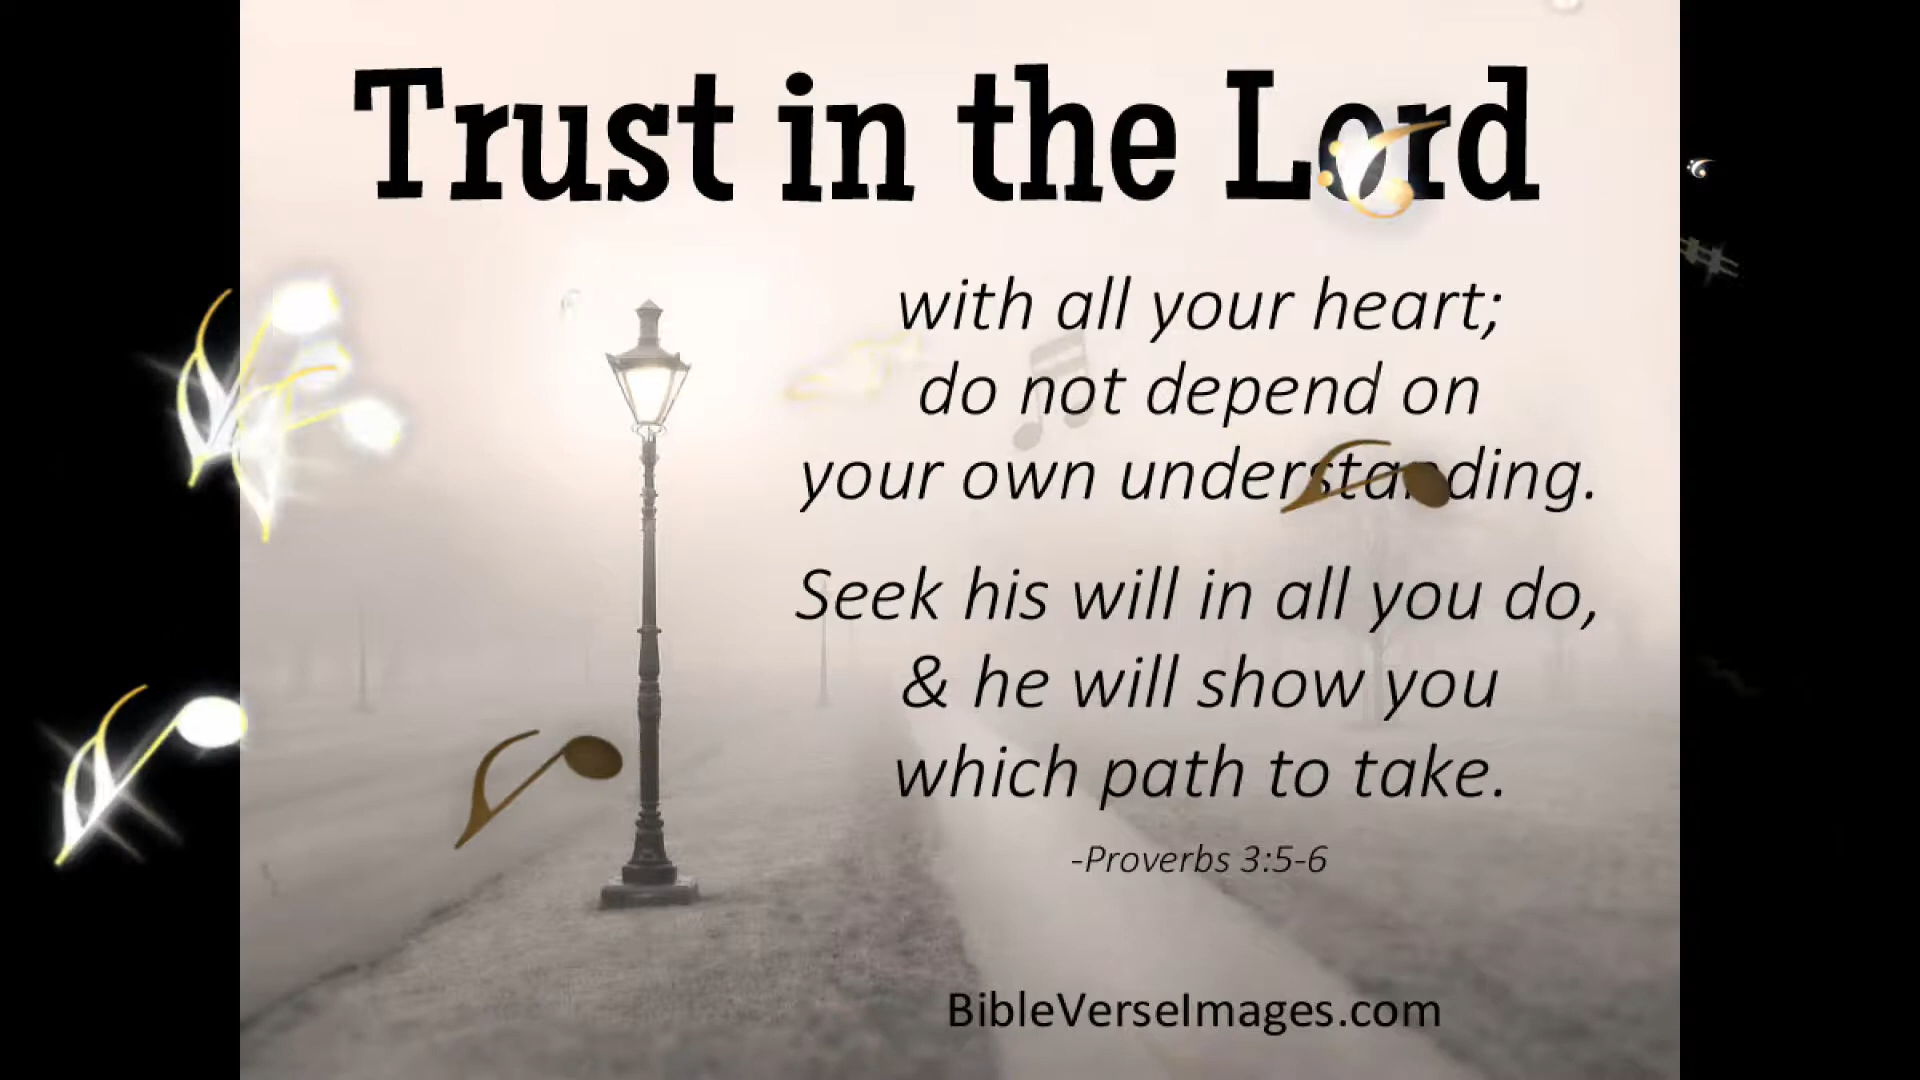 Trust in the Lord
with all your heart;
do not depend on
your own understanding.
Seek his will in all you do,
& he will show you
which path to take.
-Proverbs 3:5-6
BibleVerseImages.com